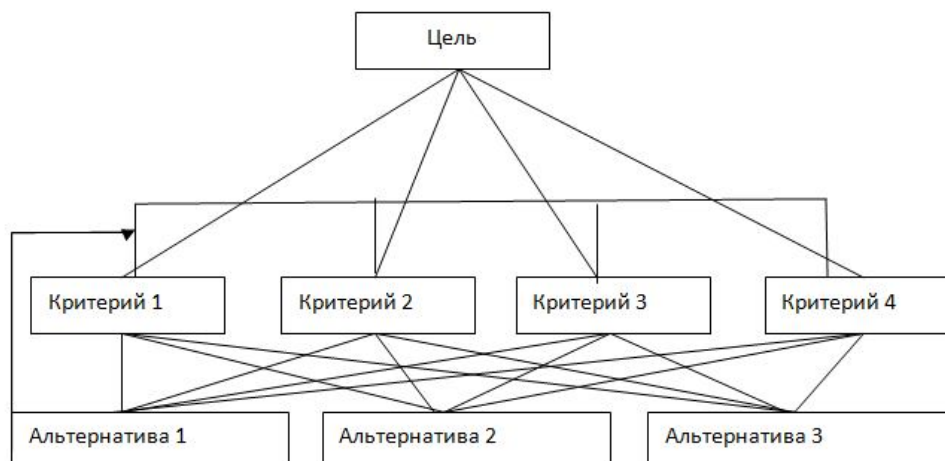 Цель
Критерий 1
Критерий 2
Критерий 3
Критерий 4
Альтернатива 1
Альтернатива 2
Альтернатива 3